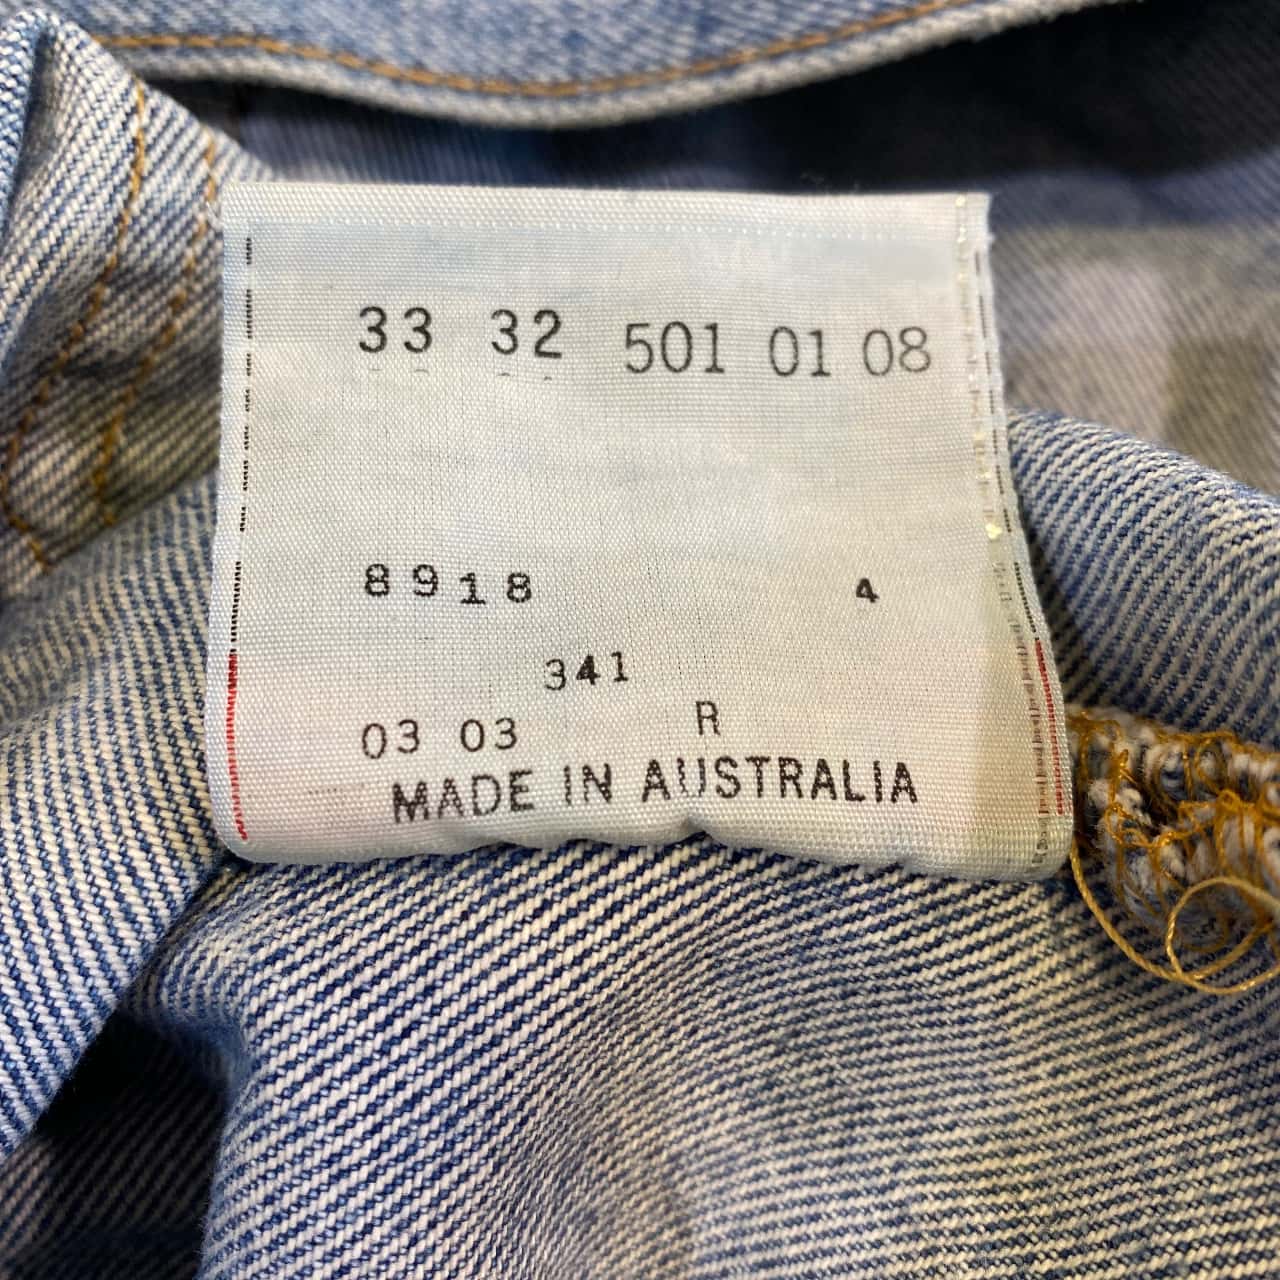 33 32 501 01 08
8918 4
341
03 03 R
MADE IN AUSTRALIA